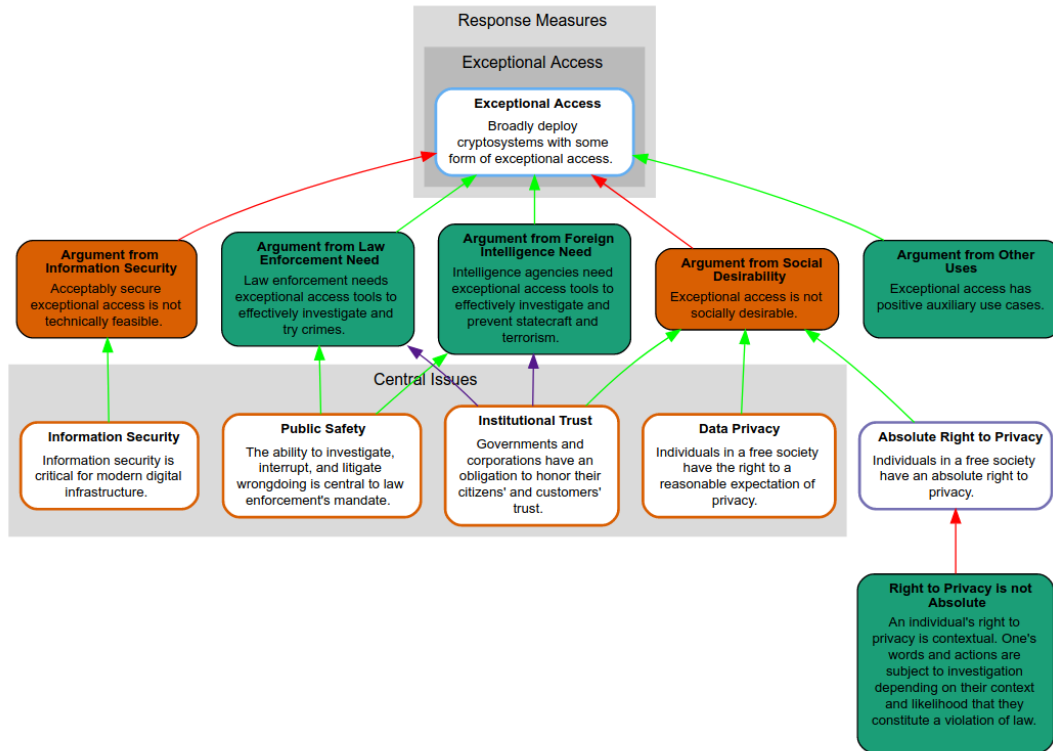 Response Measures
Exceptional Access
Exceptional Access
Broadly deploy
cryptosystems with some
form of exceptional access.
Argument from
Information Security
Acceptably secure
exceptional access is not
technically feasible.
Argument from Law
Enforcement Need
Law enforcement needs
exceptional access tools to
effectively investigate and
try crimes.
Argument from Foreign
Intelligence Need
Intelligence agencies need
exceptional access tools to
effectively investigate and
prevent statecraft and
terrorism.
Argument from Social
Desirability
Exceptional access is not
socially desirable.
Argument from Other
Uses
Exceptional access has
positive auxiliary use cases.
Central Issues
Information Security
Information security is
critical for modern digital
infrastructure.
Public Safety
The ability to investigate,
interrupt, and litigate
wrongdoing is central to law
enforcement's mandate.
Institutional Trust
Governments and
corporations have an
obligation to honor their
citizens' and customers'
trust.
Data Privacy
Individuals in a free society
have the right to a
reasonable expectation of
privacy.
Absolute Right to Privacy
Individuals in a free society
have an absolute right to
privacy.
Right to Privacy is not
Absolute
An individual's right to
privacy is contextual. One's
words and actions are
subject to investigation
depending on their context
and likelihood that they
constitute a violation of law.